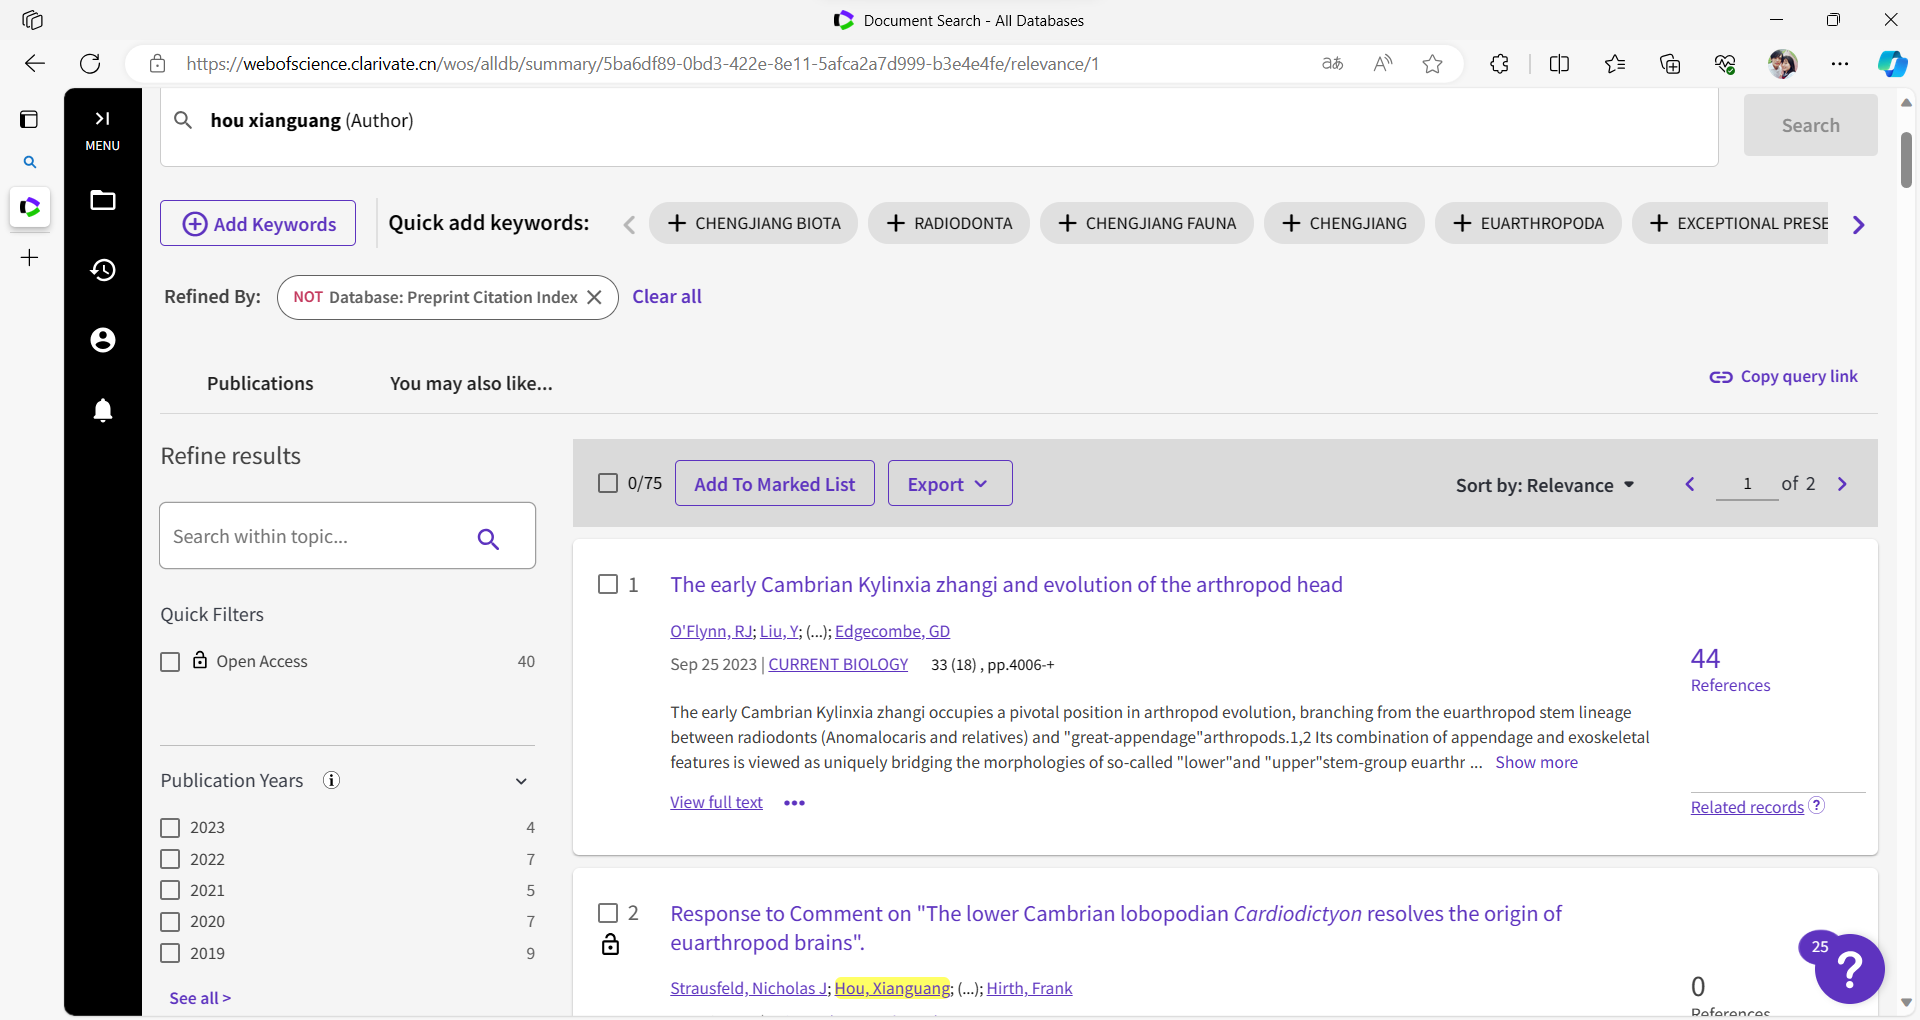 Document Search - All Databases
https://webofscience.clarivate.cn/wos/alldb/summary/5ba6df89-0bd3-422e-8e11-5afca2a7d999-b3e4e4fe/relevance/1
aあ
A
MENU
hou xianguang (Author)
Search
Add Keywords
Quick add keywords:
CHENGJIANG BIOTA
RADIODONTA
CHENGJIANG FAUNA
CHENGJIANG
EUARTHROPODA
EXCEPTIONAL PRESE
Refined By:
NOT Database: Preprint Citation Index
Clear all
Publications
You may also like...
Copy query link
Refine results
Search within topic...
Quick Filters
Open Access 40
Publication Years
2023 4
2022 7
2021 5
2020 7
2019 9
See all >
0/75
Add To Marked List
Export
Sort by: Relevance
1 of 2
1
The early Cambrian Kylinxia zhangi and evolution of the arthropod head
O'Flynn, RJ; Liu, Y; (...); Edgecombe, GD
Sep 25 2023 | CURRENT BIOLOGY 33 (18) , pp.4006-+
The early Cambrian Kylinxia zhangi occupies a pivotal position in arthropod evolution, branching from the euarthropod stem lineage
between radiodonts (Anomalocaris and relatives) and "great-appendage"arthropods.1,2 Its combination of appendage and exoskeletal
features is viewed as uniquely bridging the morphologies of so-called "lower"and "upper"stem-group euarthr ... Show more
View full text
44
References
Related records ?
2
Response to Comment on "The lower Cambrian lobopodian Cardiodictyon resolves the origin of
euarthropod brains".
Strausfeld, Nicholas J; Hou, Xianguang; (...); Hirth, Frank
0
References
25
?